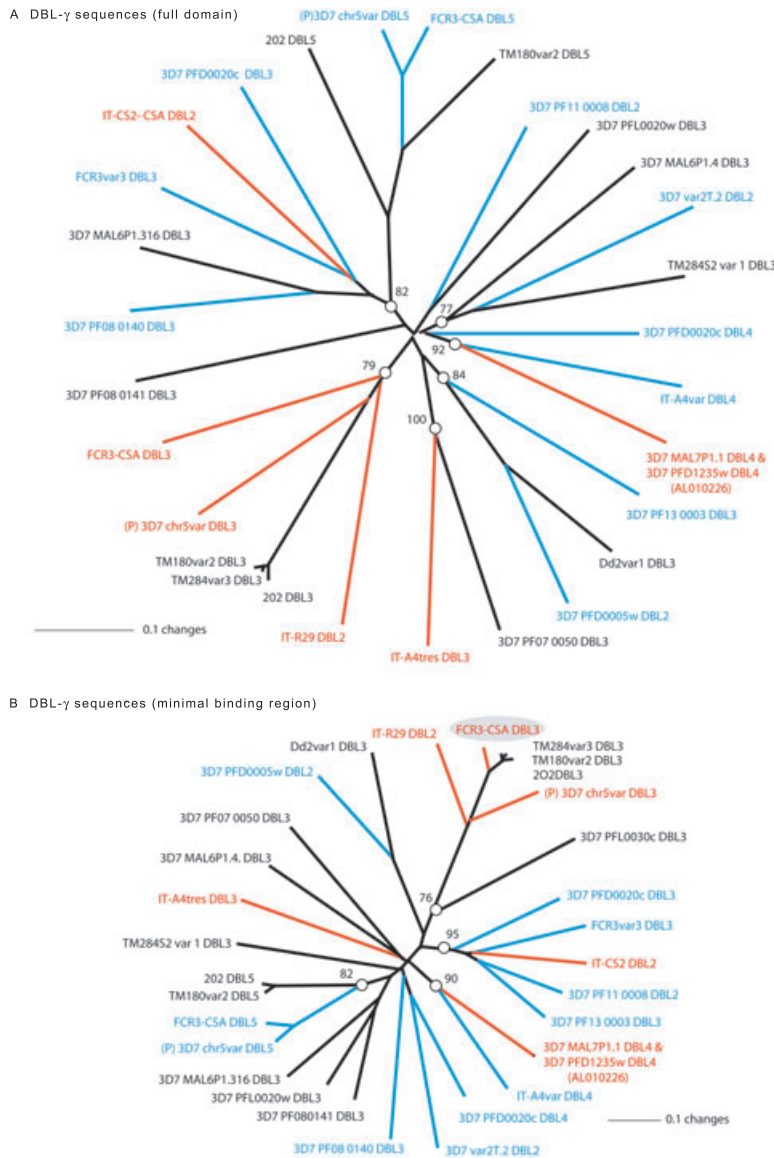 A DBL-γ sequences (full domain)
(P)3D7 chr5var DBL5
FCR3-CSA DBL5
202 DBL5
TM180var2 DBL5
3D7 PFD0020c DBL3
IT-CS2- CSA DBL2
3D7 PF11 0008 DBL2
3D7 PFL0020w DBL3
3D7 MAL6P1.4 DBL3
FCR3var3 DBL3
3D7 var2T.2 DBL2
3D7 MAL6P1.316 DBL3
TM284S2 var 1 DBL3
82
77
3D7 PF08 0140 DBL3
3D7 PFD0020c DBL4
92
79
84
3D7 PF08 0141 DBL3
IT-A4var DBL4
100
FCR3-CSA DBL3
3D7 MAL7P1.1 DBL4 &
3D7 PFD1235w DBL4
(AL010226)
3D7 PF13 0003 DBL3
(P) 3D7 chr5var DBL3
TM180var2 DBL3
Dd2var1 DBL3
TM284var3 DBL3
202 DBL3
3D7 PFD0005w DBL2
0.1 changes
IT-R29 DBL2
3D7 PF07 0050 DBL3
IT-A4tres DBL3
B DBL-γ sequences (minimal binding region)
IT-R29 DBL2
FCR3-CSA DBL3
Dd2var1 DBL3
TM284var3 DBL3
TM180var2 DBL3
2O2DBL3
3D7 PFD0005w DBL2
(P) 3D7 chr5var DBL3
3D7 PF07 0050 DBL3
3D7 PFL0030c DBL3
3D7 MAL6P1.4. DBL3
76
3D7 PFD0020c DBL3
IT-A4tres DBL3
FCR3var3 DBL3
95
TM284S2 var 1 DBL3
IT-CS2 DBL2
82
90
202 DBL5
TM180var2 DBL5
3D7 PF11 0008 DBL2
FCR3-CSA DBL5
3D7 PF13 0003 DBL3
(P) 3D7 chr5var DBL5
3D7 MAL7P1.1 DBL4 &
3D7 PFD1235w DBL4
(AL010226)
3D7 MAL6P1.316 DBL3
3D7 PFL0020w DBL3
IT-A4var DBL4
3D7 PF080141 DBL3
3D7 PFD0020c DBL4
0.1 changes
3D7 PF08 0140 DBL3
3D7 var2T.2 DBL2